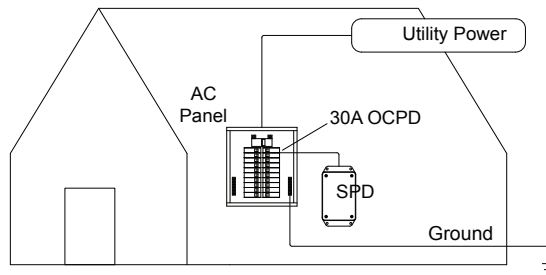 Utility Power
AC
Panel
30A OCPD
SPD
Ground